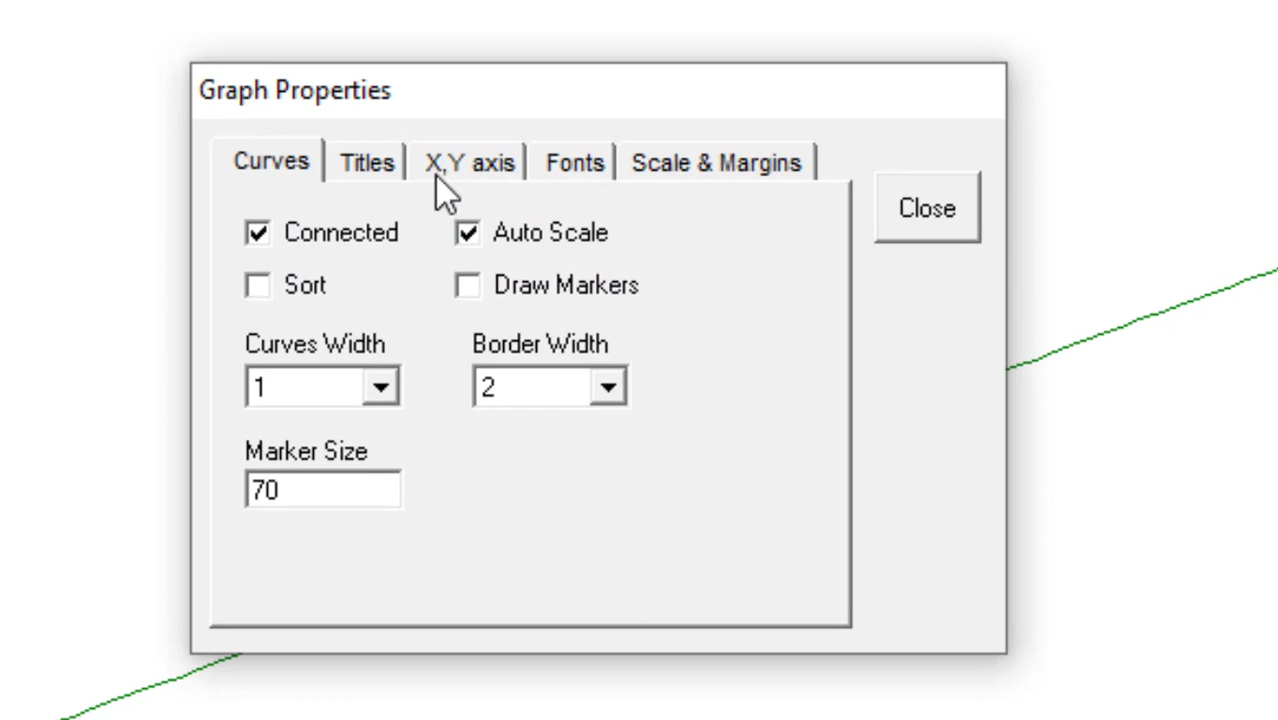 Graph Properties
Curves Titles X,Y axis Fonts Scale & Margins
Close
Connected Auto Scale
Sort Draw Markers
Curves Width Border Width
1 2
Marker Size
70